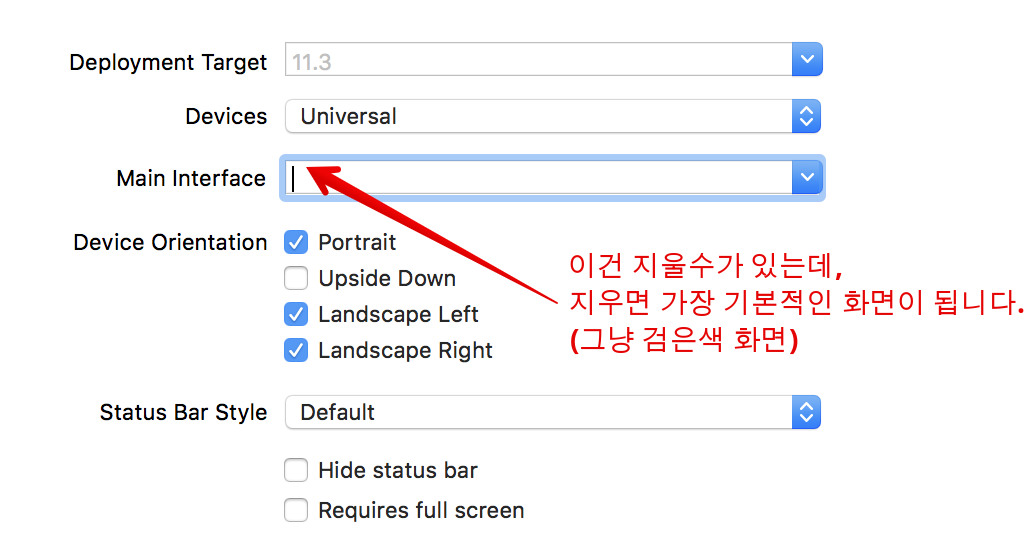 Deployment Target 11.3
Devices Universal
Main Interface
Device Orientation Portrait
Upside Down
이건 지울수가 있는데,
지우면 가장 기본적인 화면이 됩니다.
(그냥 검은색 화면)
Landscape Left
Landscape Right
Status Bar Style Default
Hide status bar
Requires full screen